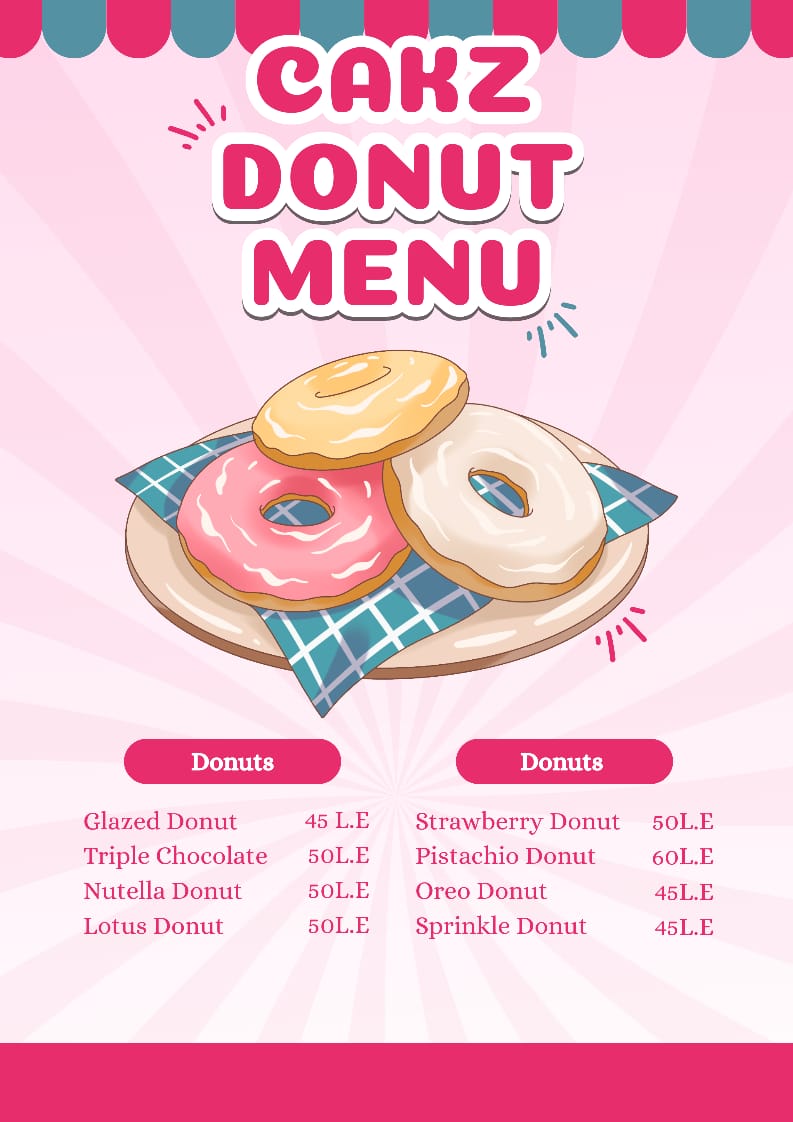 CAKZ
DONUT
MENU
Donuts
Glazed Donut 45 L.E
Triple Chocolate 50L.E
Nutella Donut 50L.E
Lotus Donut 50L.E
Donuts
Strawberry Donut 50L.E
Pistachio Donut 60L.E
Oreo Donut 45L.E
Sprinkle Donut 45L.E